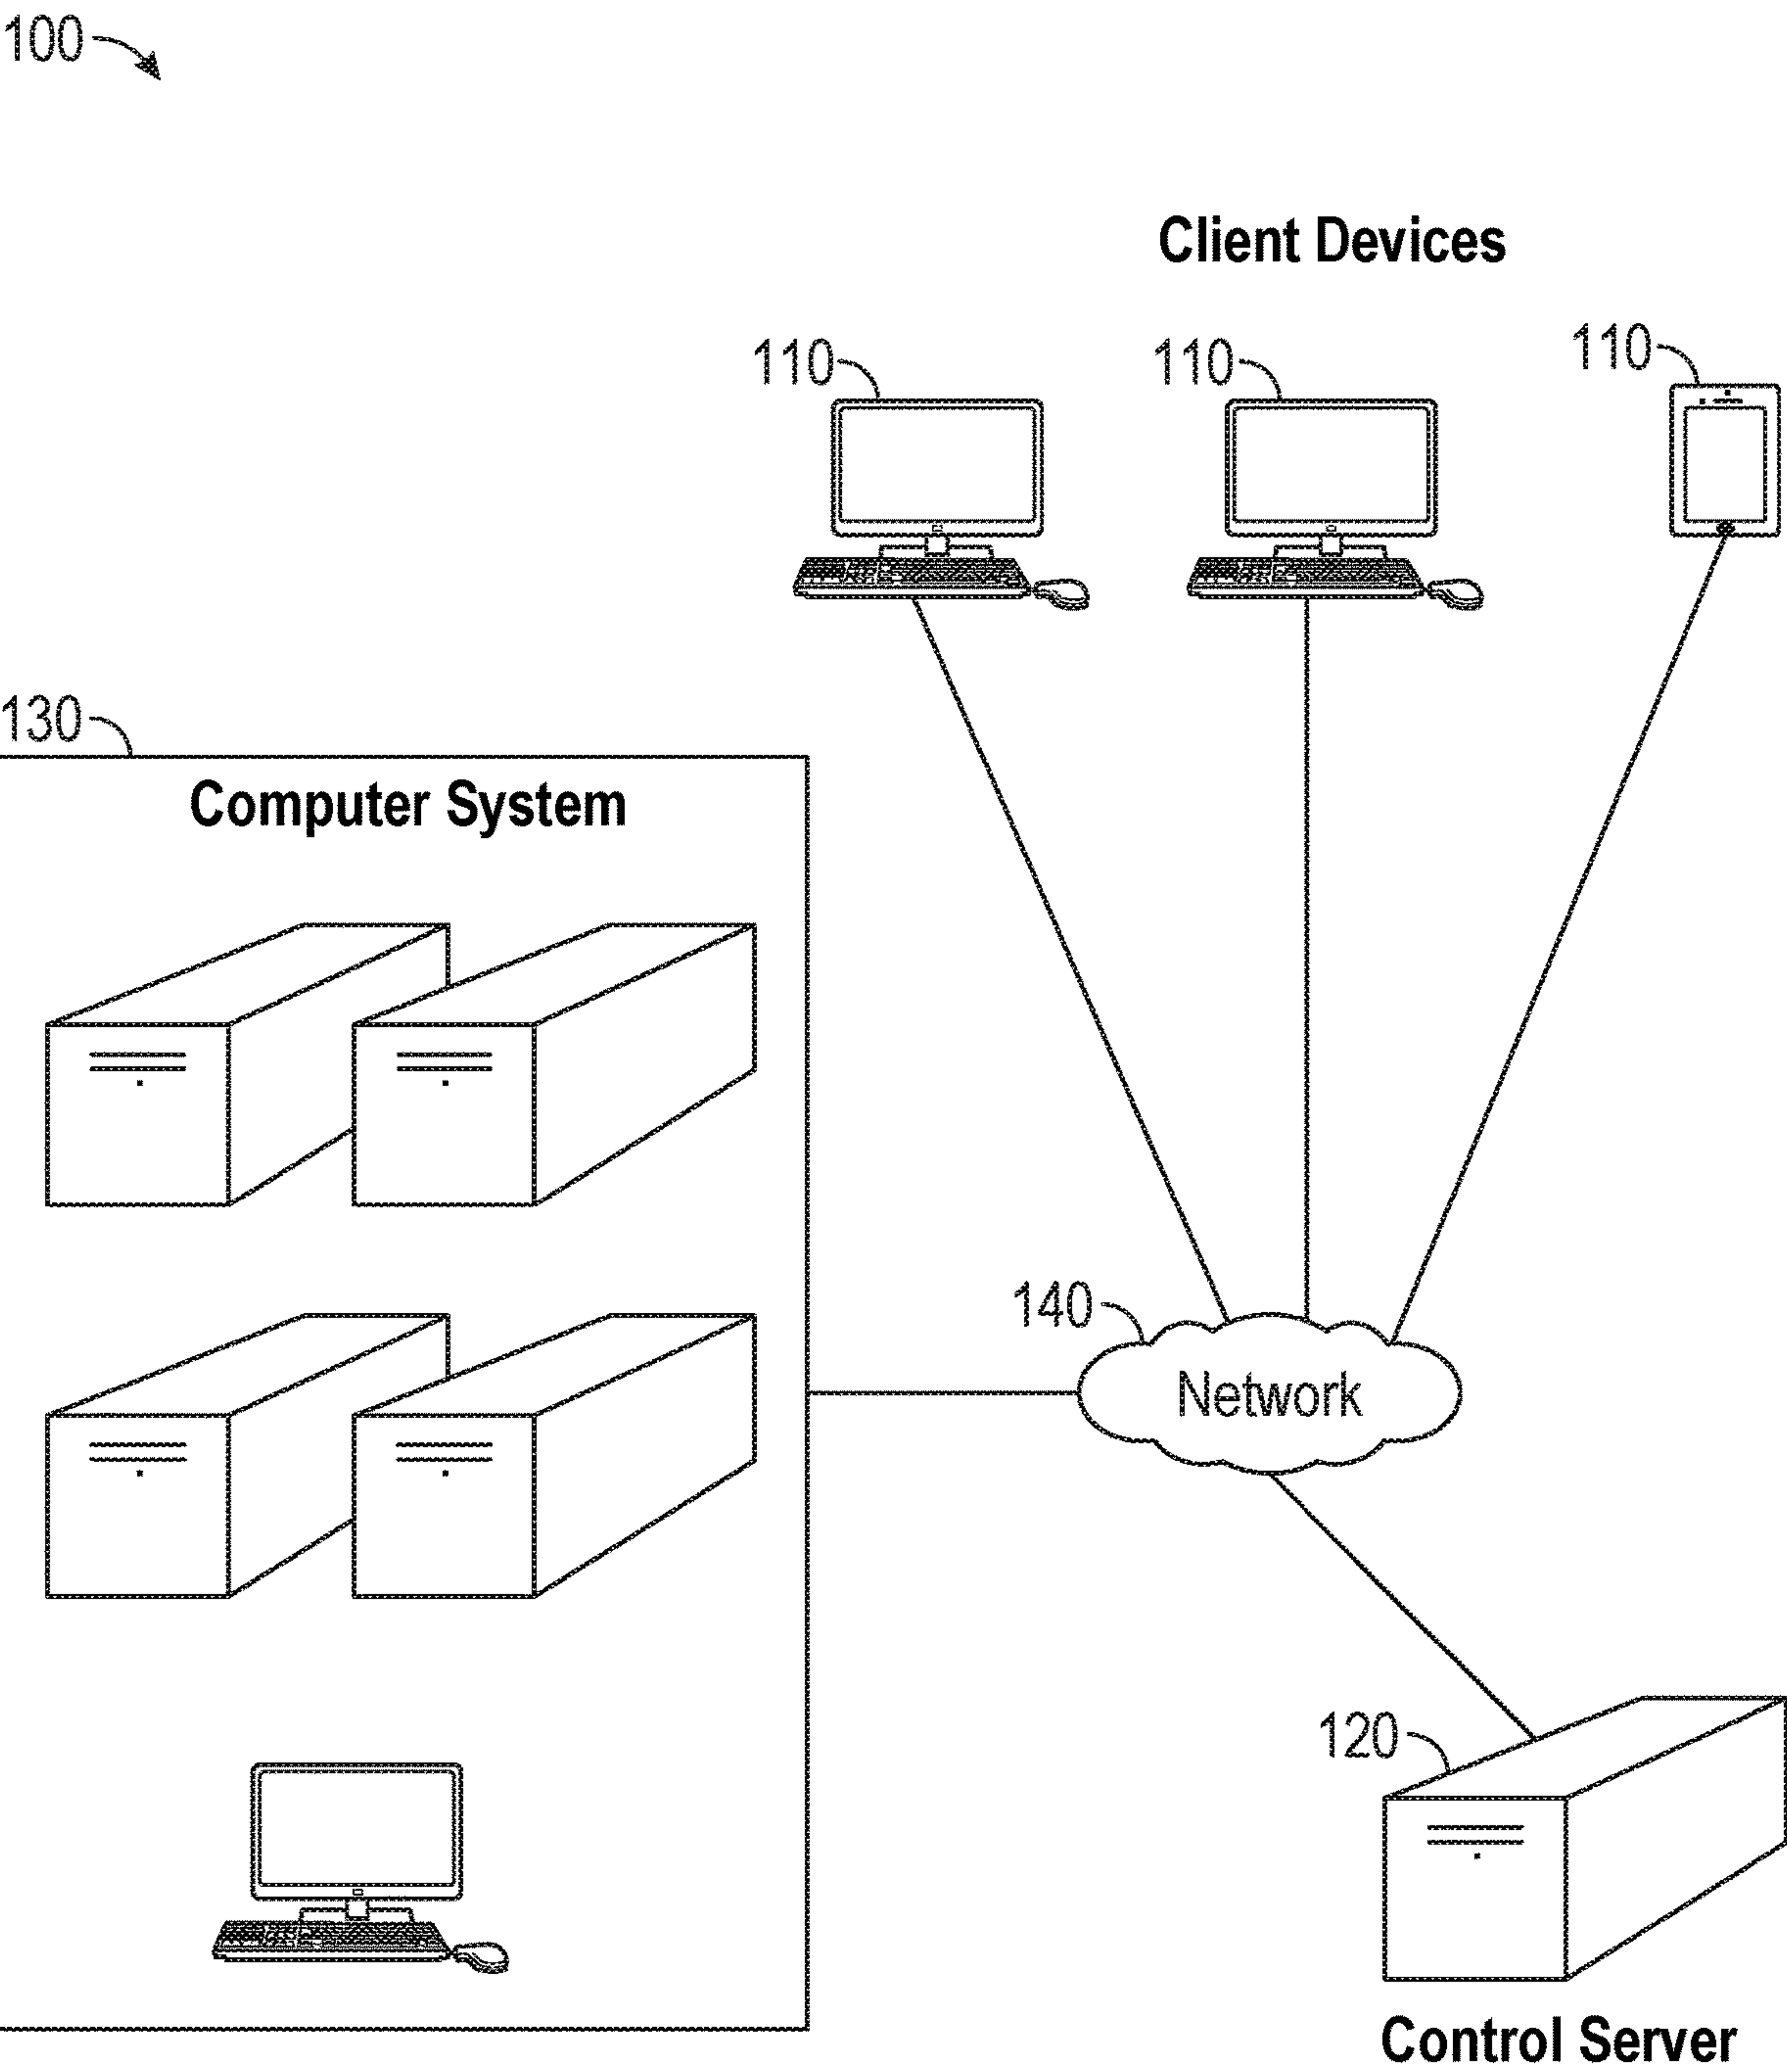 100
Client Devices
110
110
110
130
Computer System
140
Network
120
Control Server